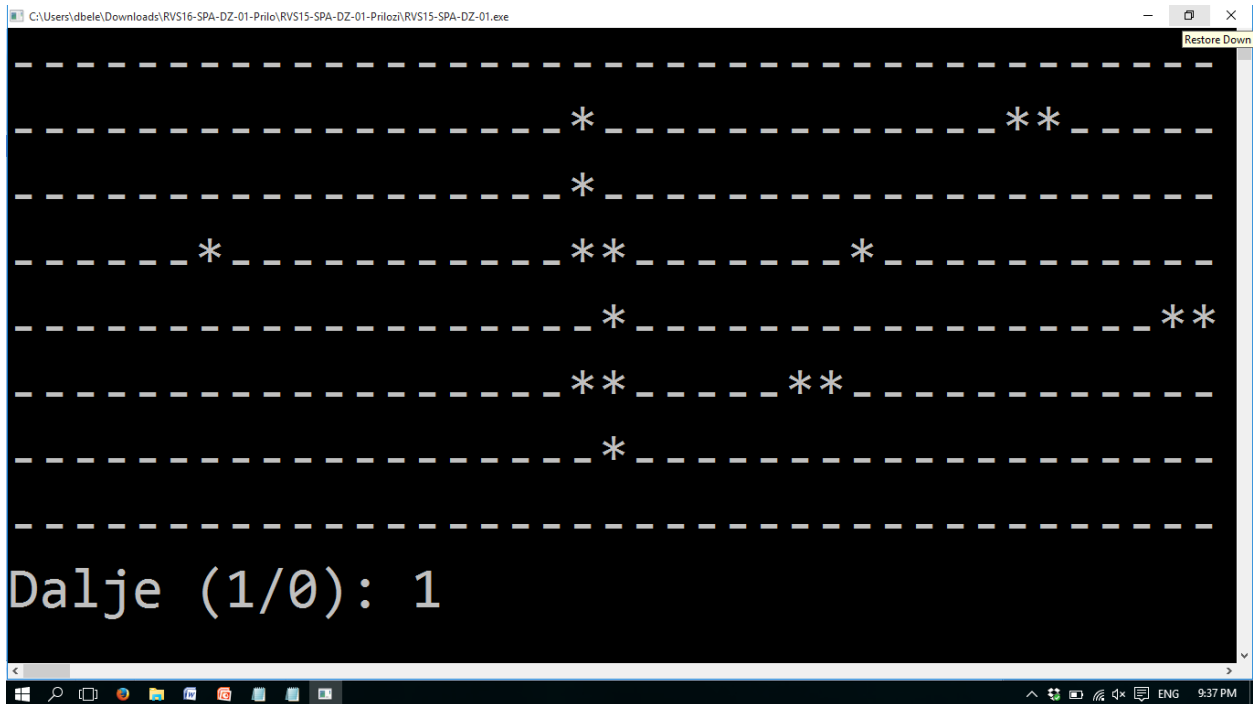 C:\Users\dbele\Downloads\RVS16-SPA-DZ-01-Prilo\RVS15-SPA-DZ-01-Prilozi\RVS15-SPA-DZ-01.exe
Restore Down
---------------------------------------
------------------*-------------**-----
------------------*--------------------
------*-----------**-------*-----------
-------------------*-----------------**
------------------**-----**------------
-------------------*-------------------
---------------------------------------
Dalje (1/0): 1
ENG 9:37 PM